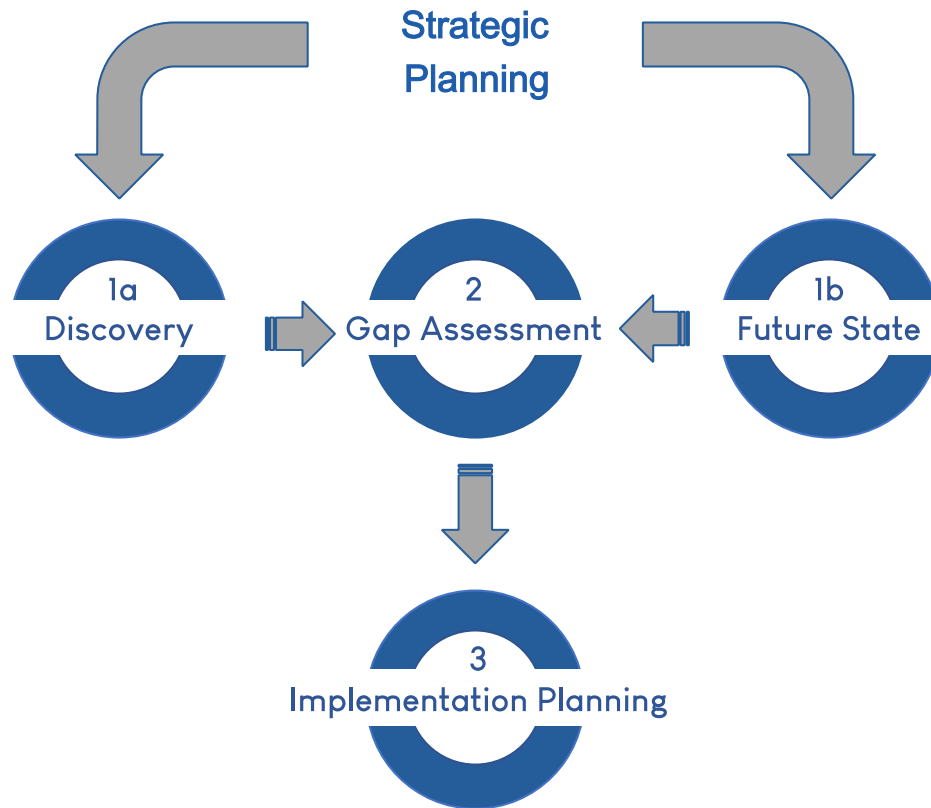 Strategic
Planning
1a
Discovery
2
Gap Assessment
1b
Future State
3
Implementation Planning